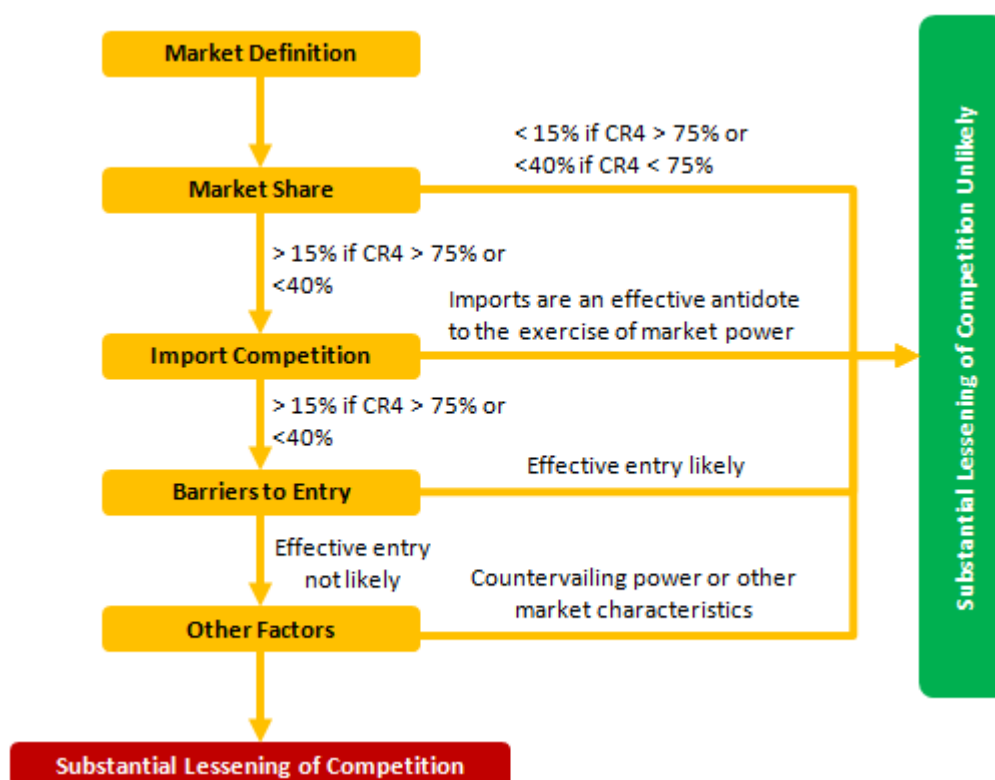 Market Definition
< 15% if CR4 > 75% or
<40% if CR4 < 75%
Market Share
> 15% if CR4 > 75% or
<40%
Imports are an effective antidote
to the exercise of market power
Import Competition
> 15% if CR4 > 75% or
<40%
Effective entry likely
Barriers to Entry
Effective entry
not likely
Countervailing power or other
market characteristics
Other Factors
Substantial Lessening of Competition
Substantial Lessening of Competition Unlikely